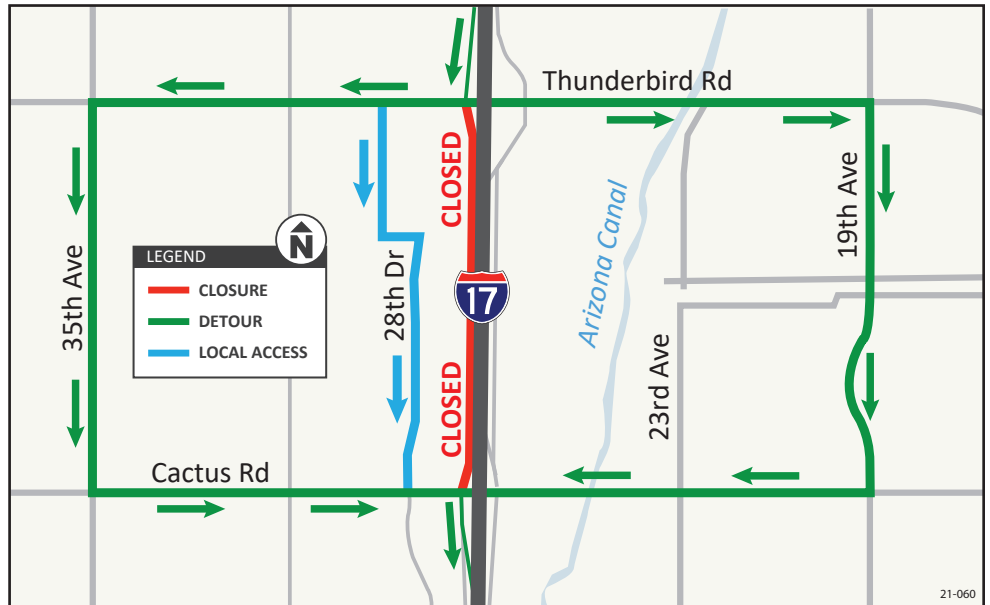 Thunderbird Rd
CLOSED
19th Ave
Arizona Canal
N
LEGEND
CLOSURE
DETOUR
LOCAL ACCESS
35th Ave
28th Dr
17
23rd Ave
CLOSED
Cactus Rd
21-060